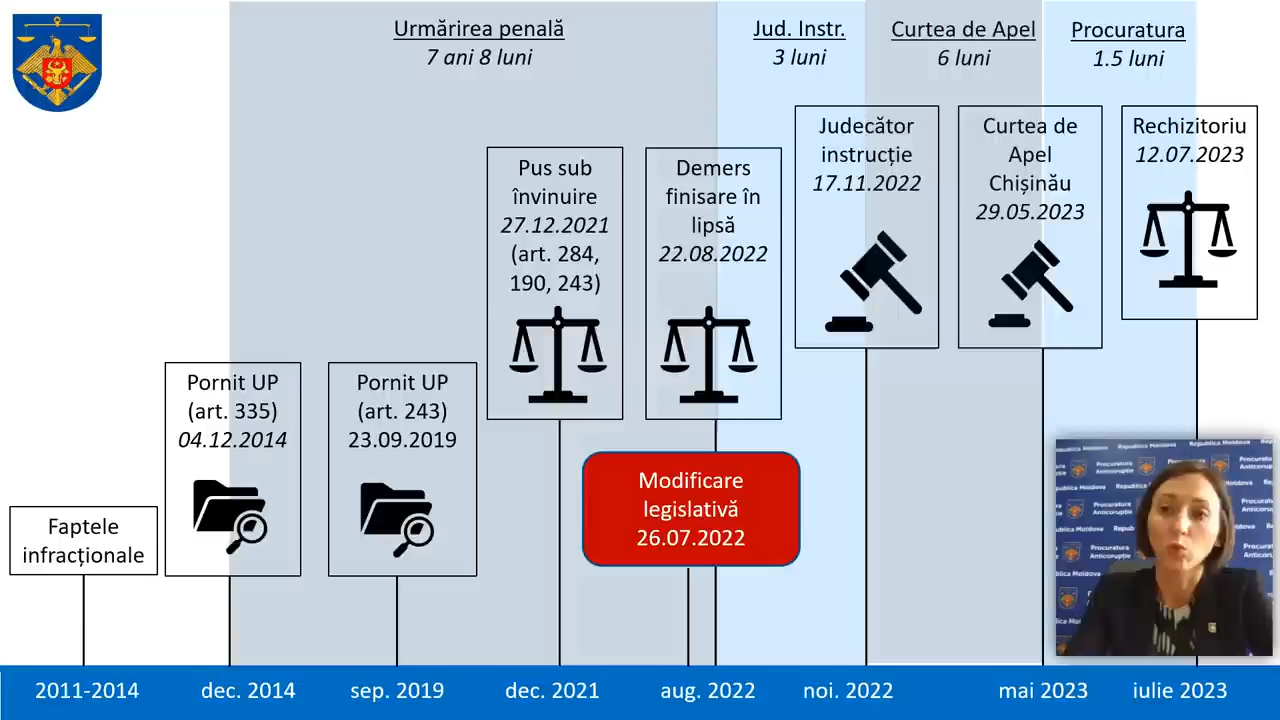 Urmărirea penală
7 ani 8 luni
Jud. Instr.
3 luni
Curtea de Apel
6 luni
Procuratura
1.5 luni
Faptele
infracționale
Pornit UP
(art. 335)
04.12.2014
Pornit UP
(art. 243)
23.09.2019
Pus sub
învinuire
27.12.2021
(art. 284,
190, 243)
Demers
finisare în
lipsă
22.08.2022
Modificare
legislativă
26.07.2022
Judecător
instrucție
17.11.2022
Curtea de
Apel
Chișinău
29.05.2023
Rechizitoriu
12.07.2023
Republica Moldova
Procuratura
Anticorupție
2011-2014
dec. 2014
sep. 2019
dec. 2021
aug. 2022
noi. 2022
mai 2023
iulie 2023